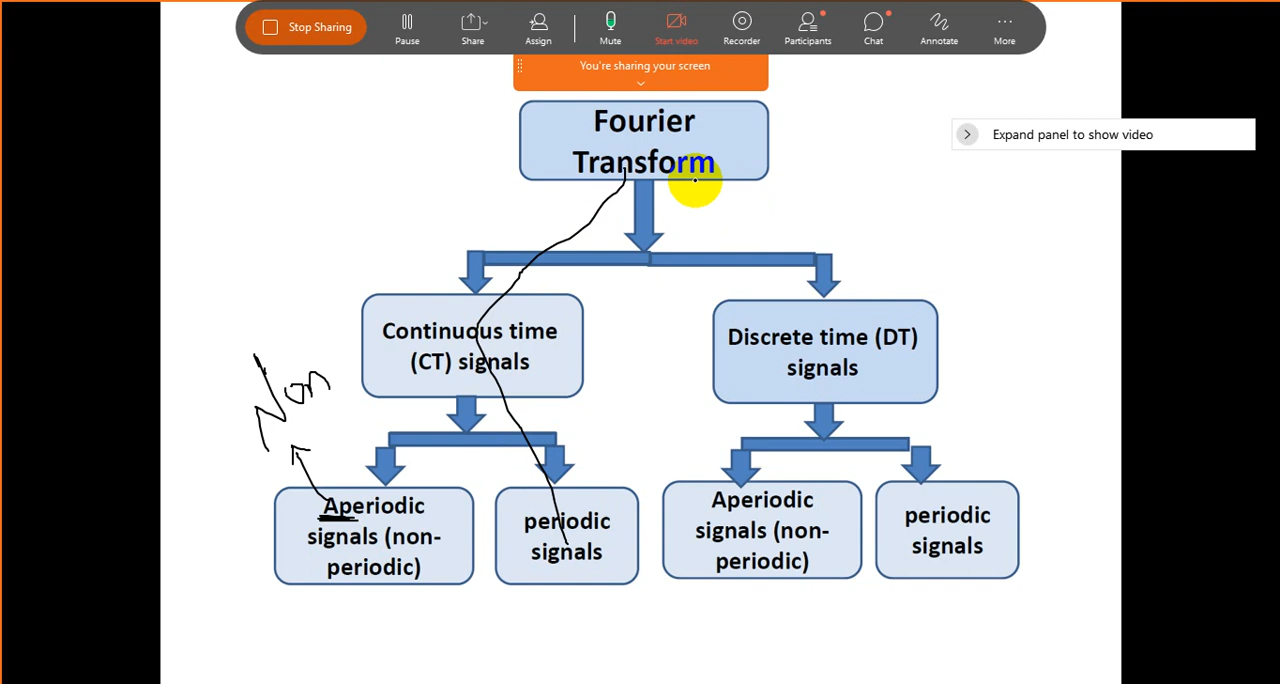 Stop Sharing
Pause
Share
Assign
Mute
Start video
Recorder
Participants
Chat
Annotate
More
You're sharing your screen
Expand panel to show video
Fourier
Transform
Continuous time
(CT) signals
Discrete time (DT)
signals
Non
Aperiodic
signals (non-
periodic)
periodic
signals
Aperiodic
signals (non-
periodic)
periodic
signals